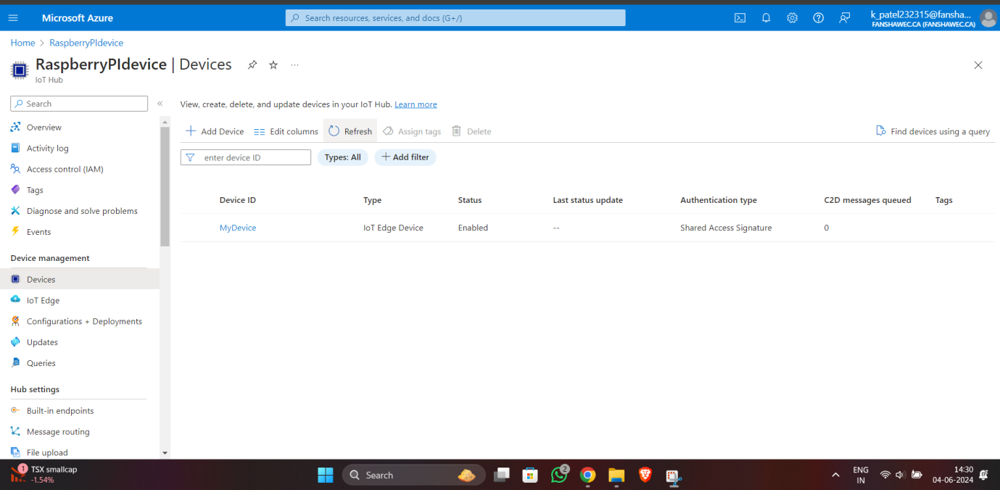 Microsoft Azure
Search resources, services, and docs (G+/)
k_patel232315@fansha...
FANSHAWEC.CA (FANSHAWEC.CA)
Home > RaspberryPIdevice
RaspberryPIdevice | Devices
IoT Hub
Search
Overview
Activity log
Access control (IAM)
Tags
Diagnose and solve problems
Events
Device management
Devices
IoT Edge
Configurations + Deployments
Updates
Queries
Hub settings
Built-in endpoints
Message routing
File upload
View, create, delete, and update devices in your IoT Hub. Learn more
Add Device Edit columns Refresh Assign tags Delete Find devices using a query
enter device ID Types: All Add filter
Device ID Type Status Last status update Authentication type C2D messages queued Tags
MyDevice IoT Edge Device Enabled -- Shared Access Signature 0
1 TSX smallcap
-1.54%
Search
2
ENG
IN
14:30
04-06-2024